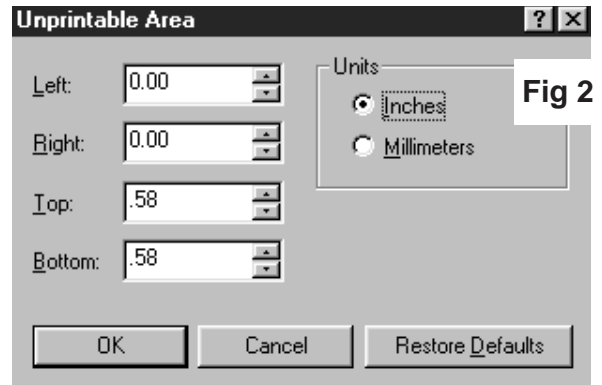 Unprintable Area
Left: 0.00
Right: 0.00
Top: .58
Bottom: .58
Units
Inches
Millimeters
Fig 2
OK Cancel Restore Defaults